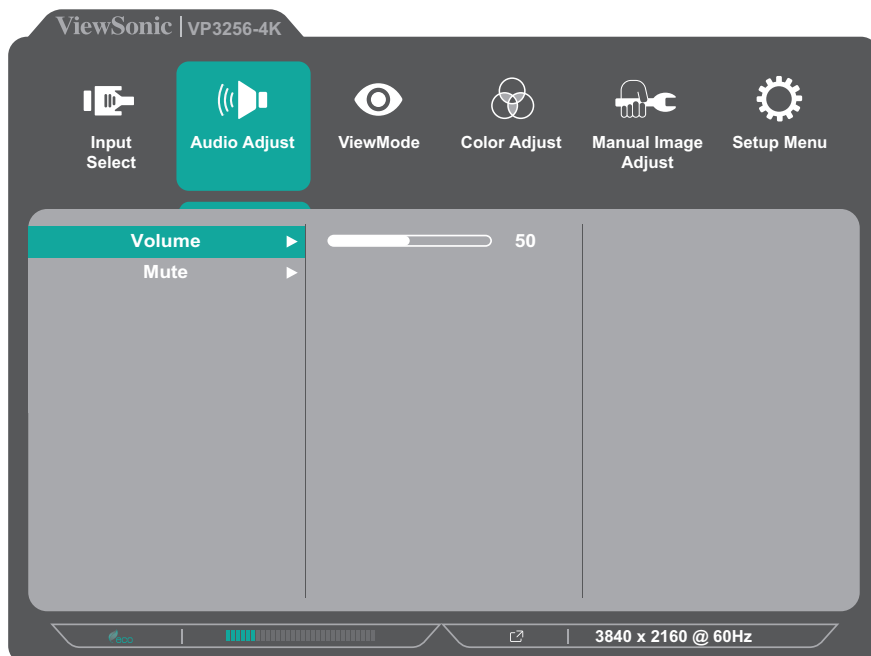 ViewSonic | VP3256-4K
Input Select
Audio Adjust
ViewMode
Color Adjust
Manual Image Adjust
Setup Menu
Volume
50
Mute
eco
3840 x 2160 @ 60Hz